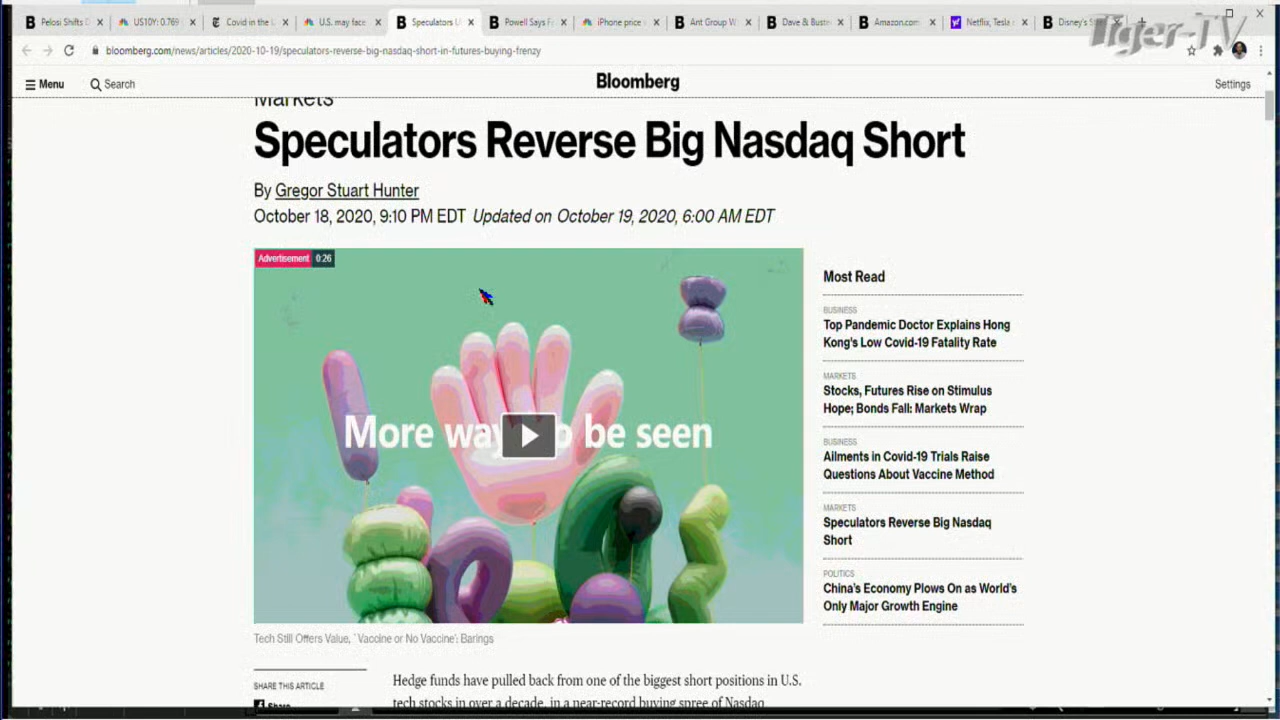 Pelosi Shifts D
US10Y: 0.769
Covid in the U
U.S. may face
Speculators
Powell Says F
iPhone price
Ant Group
Dave & Bust
Amazon.com
Netflix, Tesla
Disney's S
Tiger-TV
bloomberg.com/news/articles/2020-10-19/speculators-reverse-big-nasdaq-short-in-futures-buying-frenzy
Menu Search Bloomberg Settings
Markets
Speculators Reverse Big Nasdaq Short
By Gregor Stuart Hunter
October 18, 2020, 9:10 PM EDT Updated on October 19, 2020, 6:00 AM EDT
Advertisement 0:26
More way to be seen
Tech Still Offers Value, `Vaccine or No Vaccine': Barings
Most Read
BUSINESS
Top Pandemic Doctor Explains Hong
Kong's Low Covid-19 Fatality Rate
MARKETS
Stocks, Futures Rise on Stimulus
Hope; Bonds Fall: Markets Wrap
BUSINESS
Ailments in Covid-19 Trials Raise
Questions About Vaccine Method
MARKETS
Speculators Reverse Big Nasdaq
Short
POLITICS
China's Economy Plows On as World's
Only Major Growth Engine
SHARE THIS ARTICLE
Share
Hedge funds have pulled back from one of the biggest short positions in U.S.
tech stocks in over a decade, in a near-record buying spree of Nasdaq